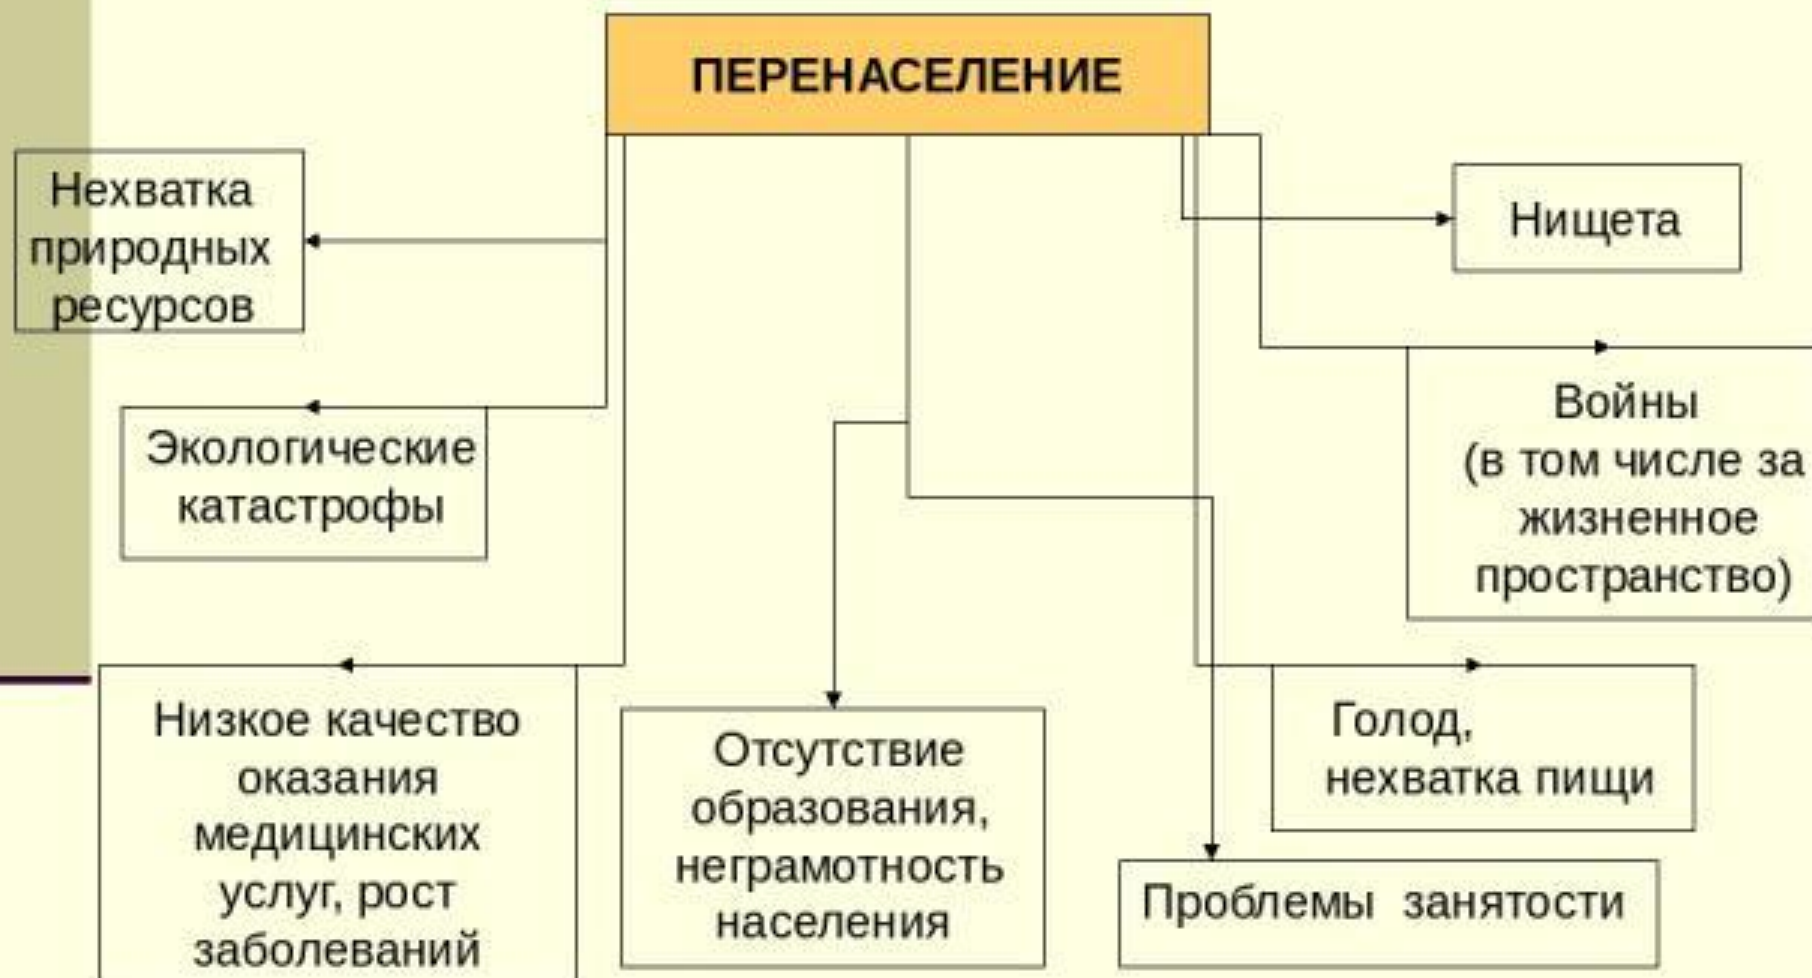 ПЕРЕНАСЕЛЕНИЕ
Нехватка
природных
ресурсов
Нищета
Экологические
катастрофы
Войны
(в том числе за
жизненное
пространство)
Низкое качество
оказания
медицинских
услуг, рост
заболеваний
Отсутствие
образования,
неграмотность
населения
Голод,
нехватка пищи
Проблемы занятости